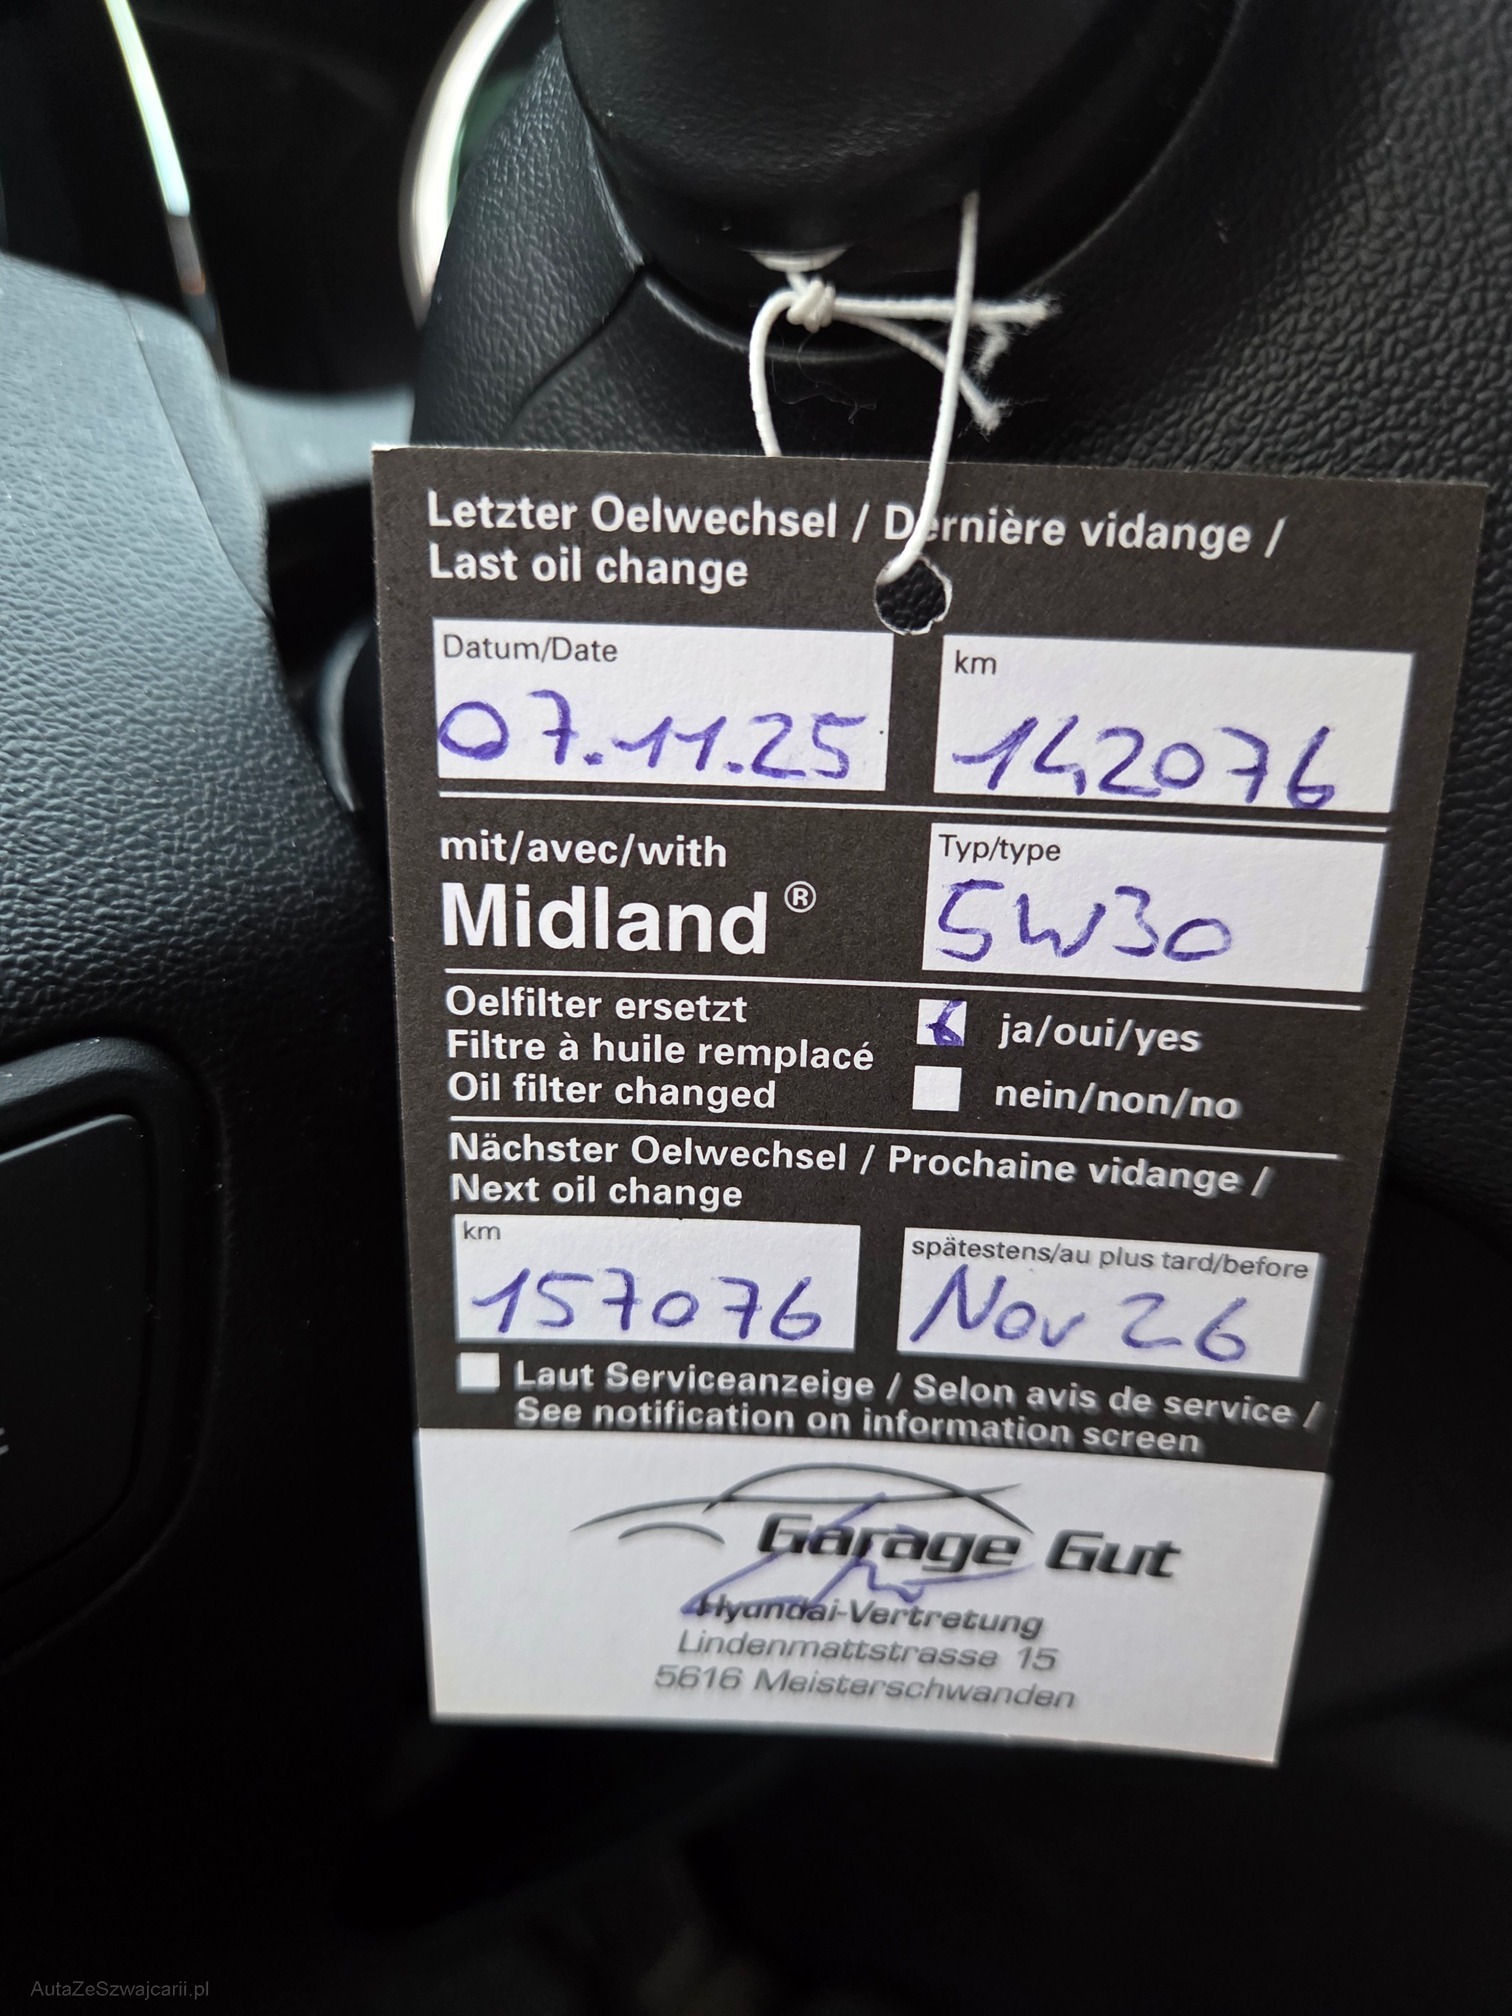 Letzter Oelwechsel / Dernière vidange /
Last oil change
Datum/Date
07.11.25
km
142076
mit/avec/with
Midland ®
Typ/type
5W30
Oelfilter ersetzt
Filtre à huile remplacé
Oil filter changed
ja/oui/yes
nein/non/no
Nächster Oelwechsel / Prochaine vidange /
Next oil change
km
157076
spätestens/au plus tard/before
Nov 26
Laut Serviceanzeige / Selon avis de service /
See notification on information screen
Garage Gut
Hyundai-Vertretung
Lindenmattstrasse 15
5616 Meisterschwanden
AutaZeSzwajcarii.pl